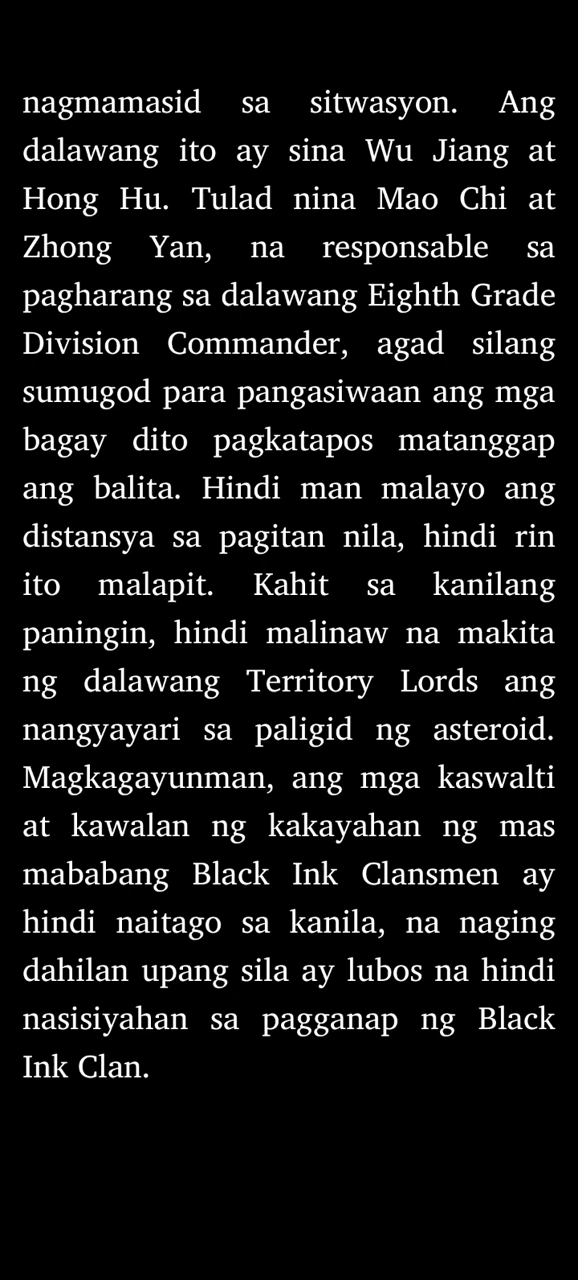 nagmamasid sa sitwasyon. Ang
dalawang ito ay sina Wu Jiang at
Hong Hu. Tulad nina Mao Chi at
Zhong Yan, na responsable sa
pagharang sa dalawang Eighth Grade
Division Commander, agad silang
sumugod para pangasiwaan ang mga
bagay dito pagkatapos matanggap
ang balita. Hindi man malayo ang
distansya sa pagitan nila, hindi rin
ito malapit. Kahit sa kanilang
paningin, hindi malinaw na makita
ng dalawang Territory Lords ang
nangyayari sa paligid ng asteroid.
Magkagayunman, ang mga kaswalti
at kawalan ng kakayahan ng mas
mababang Black Ink Clansmen ay
hindi naitago sa kanila, na naging
dahilan upang sila ay lubos na hindi
nasisiyahan sa pagganap ng Black
Ink Clan.